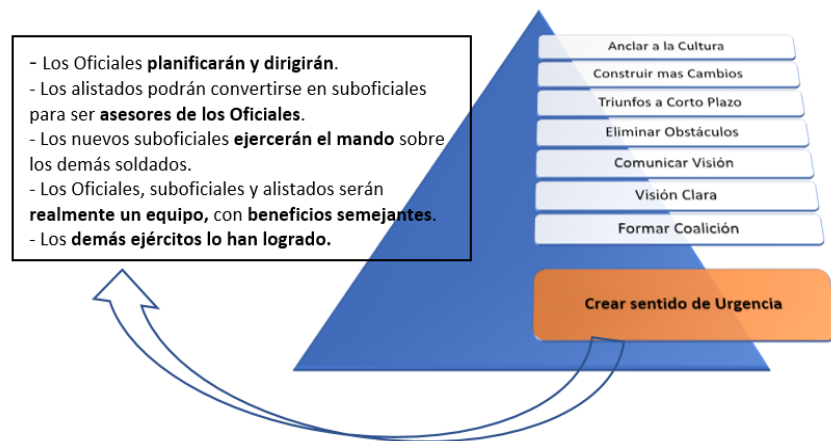 - Los Oficiales planificarán y dirigirán.
- Los alistados podrán convertirse en suboficiales
para ser asesores de los Oficiales.
- Los nuevos suboficiales ejercerán el mando sobre
los demás soldados.
- Los Oficiales, suboficiales y alistados serán
realmente un equipo, con beneficios semejantes.
- Los demás ejércitos lo han logrado.
Anclar a la Cultura
Construir mas Cambios
Triunfos a Corto Plazo
Eliminar Obstáculos
Comunicar Visión
Visión Clara
Formar Coalición
Crear sentido de Urgencia